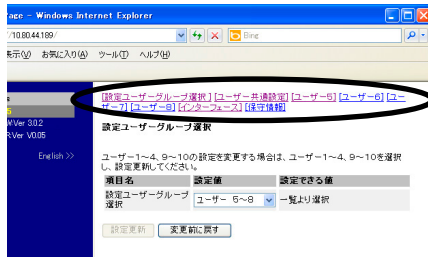 age - Windows Internet Explorer
/10.80.44.189/
Bing
表示(V) お気に入り(A) ツール(T) ヘルプ(H)
[設定ユーザーグループ選択] [ユーザー共通設定] [ユーザー5] [ユーザー6] [ユー
ザー7] [ユーザー8] [インターフェース] [保守情報]
Ver 3.0.2
設定ユーザーグループ選択
Ver V0.05
English >>
ユーザー1～4、9～10の設定を変更する場合は、ユーザー1～4、9～10を選択
し、設定更新してください。
項目名 設定値 設定できる値
設定ユーザーグループ
選択 ユーザー 5～8 一覧より選択
設定更新 変更前に戻す